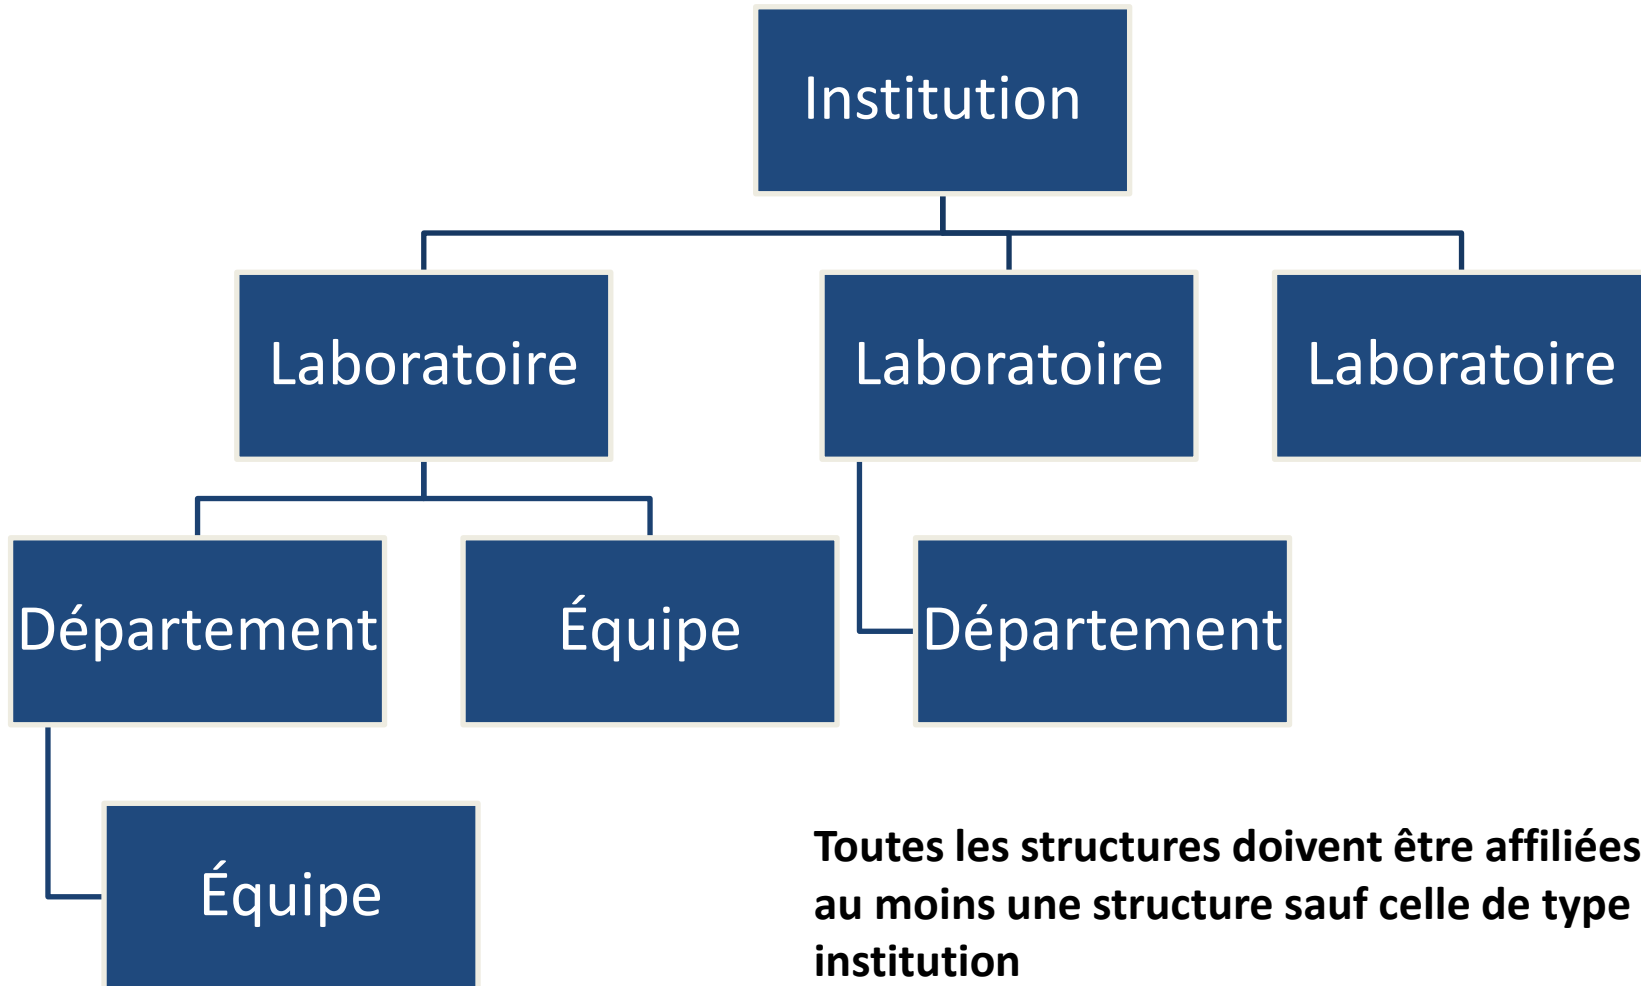 Institution
Laboratoire
Laboratoire
Laboratoire
Département
Équipe
Département
Équipe
Toutes les structures doivent être affiliées
au moins une structure sauf celle de type
institution